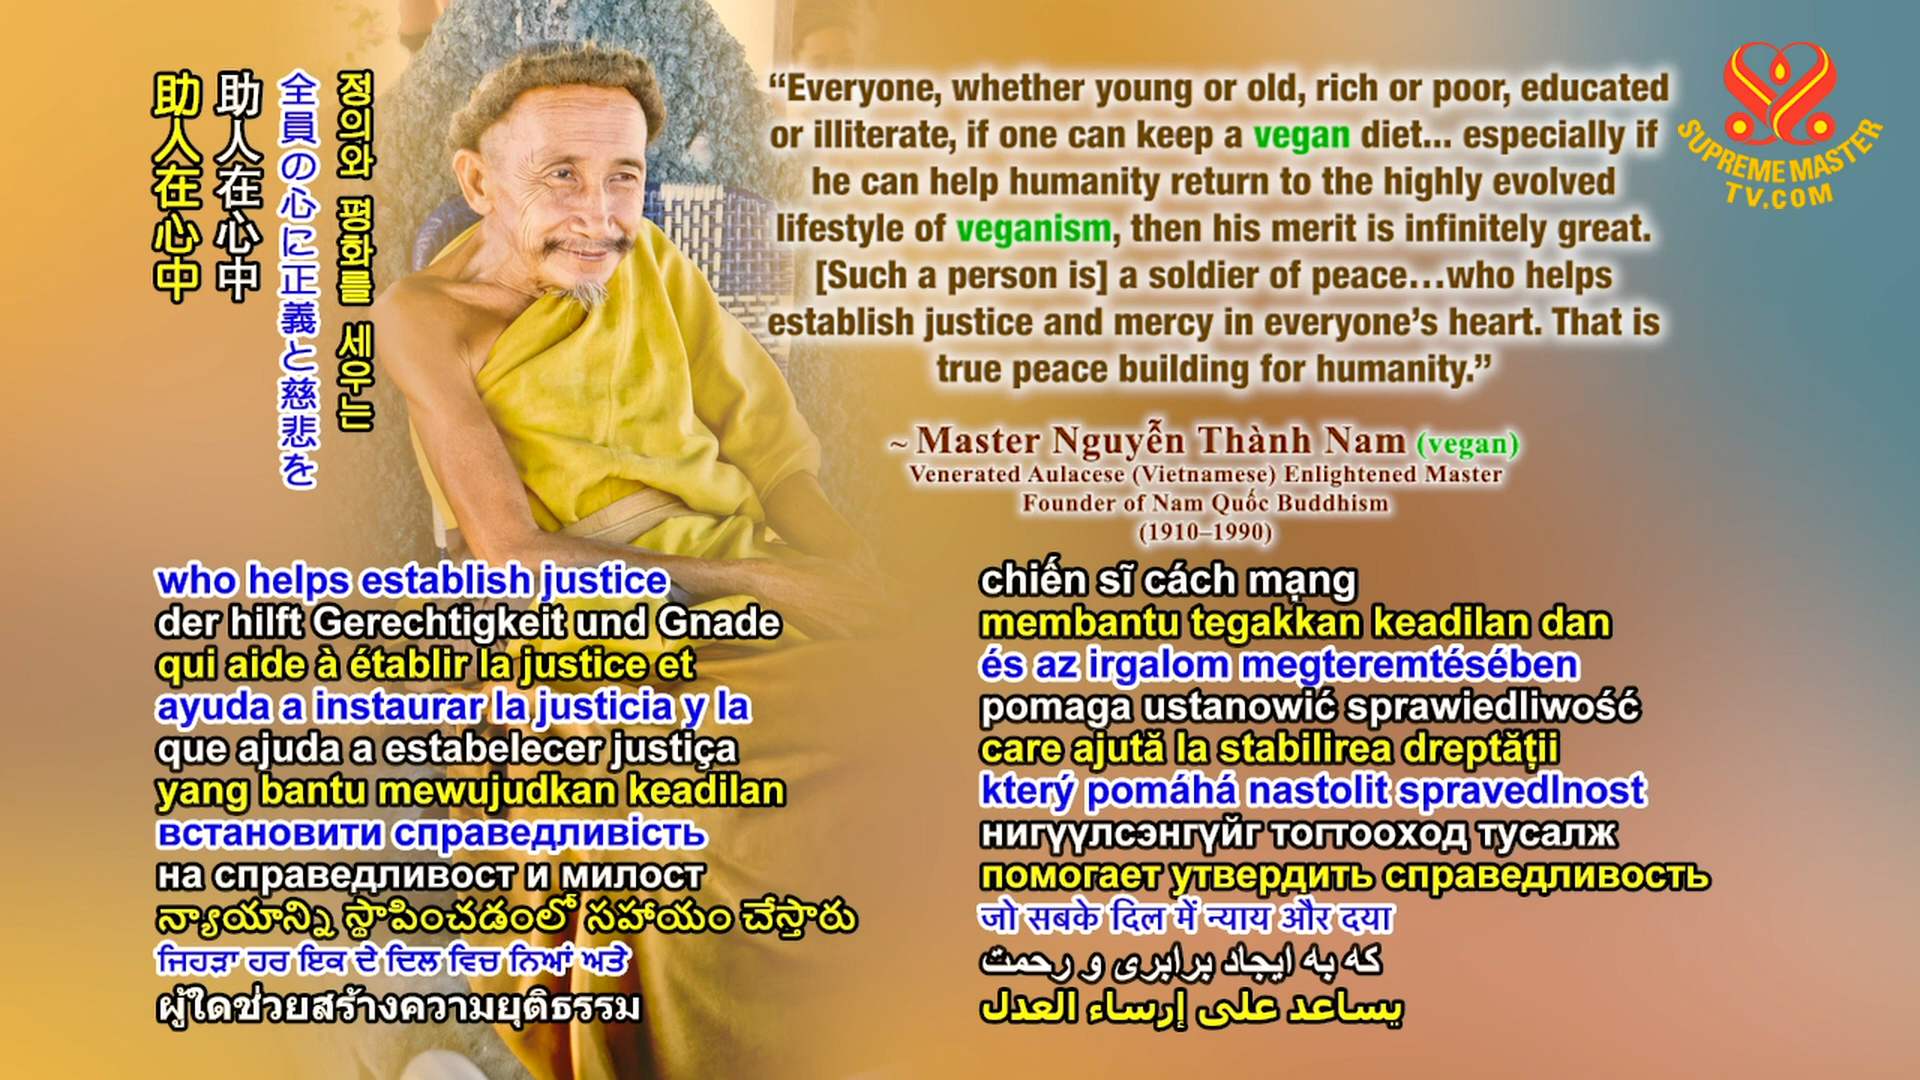 助人在心中
助人在心中
全員の心に正義と慈悲を
정의와 평화를 세우는
“Everyone, whether young or old, rich or poor, educated
or illiterate, if one can keep a vegan diet... especially if
he can help humanity return to the highly evolved
lifestyle of veganism, then his merit is infinitely great.
[Such a person is] a soldier of peace...who helps
establish justice and mercy in everyone’s heart. That is
true peace building for humanity.”
~ Master Nguyễn Thành Nam (vegan)
Venerated Aulacese (Vietnamese) Enlightened Master
Founder of Nam Quốc Buddhism
(1910–1990)
SUPREME MASTER
TV.COM
who helps establish justice
der hilft Gerechtigkeit und Gnade
qui aide à établir la justice et
ayuda a instaurar la justicia y la
que ajuda a estabelecer justiça
yang bantu mewujudkan keadilan
встановити справедливість
на справедливост и милост
న్యాయాన్ని స్థాపించడంలో సహాయం చేస్తారు
ਜਿਹੜਾ ਹਰ ਇਕ ਦੇ ਦਿਲ ਵਿਚ ਨਿਆਂ ਅਤੇ
ผู้ใดช่วยสร้างความยุติธรรม
chiến sĩ cách mạng
membantu tegakkan keadilan dan
és az irgalom megteremtésében
pomaga ustanowić sprawiedliwość
care ajută la stabilirea dreptății
který pomáhá nastolit spravedlnost
нигүүлсэнгүйг тогтооход тусалж
помогает утвердить справедливость
जो सबके दिल में न्याय और दया
که به ایجاد برابری و رحمت
يساعد على إرساء العدل